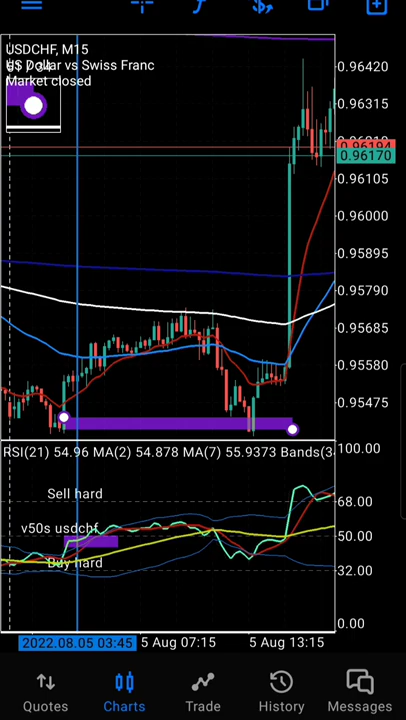 USDCHF, M15
US Dollar vs Swiss Franc
Market closed
0.96420
0.96315
0.96194
0.96170
0.96105
0.96000
0.95895
0.95790
0.95685
0.95580
0.95475
RSI(21) 54.96 MA(2) 54.878 MA(7) 55.9373 Bands(3
100.00
Sell hard
68.00
v50s usdchf
50.00
Buy hard
32.00
0.00
2022.08.05 03:45
5 Aug 07:15
5 Aug 13:15
Quotes
Charts
Trade
History
Messages